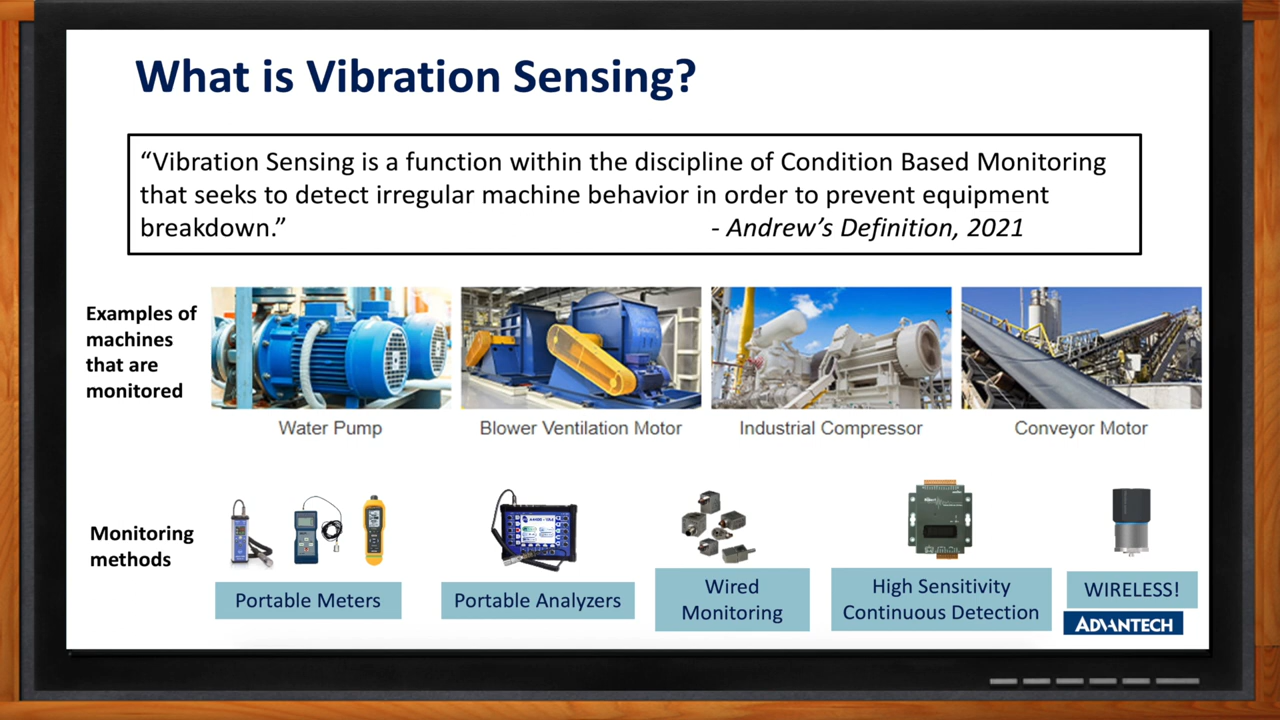 What is Vibration Sensing?
“Vibration Sensing is a function within the discipline of Condition Based Monitoring
that seeks to detect irregular machine behavior in order to prevent equipment
breakdown.” - Andrew’s Definition, 2021
Examples of
machines
that are
monitored
Water Pump
Blower Ventilation Motor
Industrial Compressor
Conveyor Motor
Monitoring
methods
Portable Meters
Portable Analyzers
Wired
Monitoring
High Sensitivity
Continuous Detection
WIRELESS!
ADVANTECH